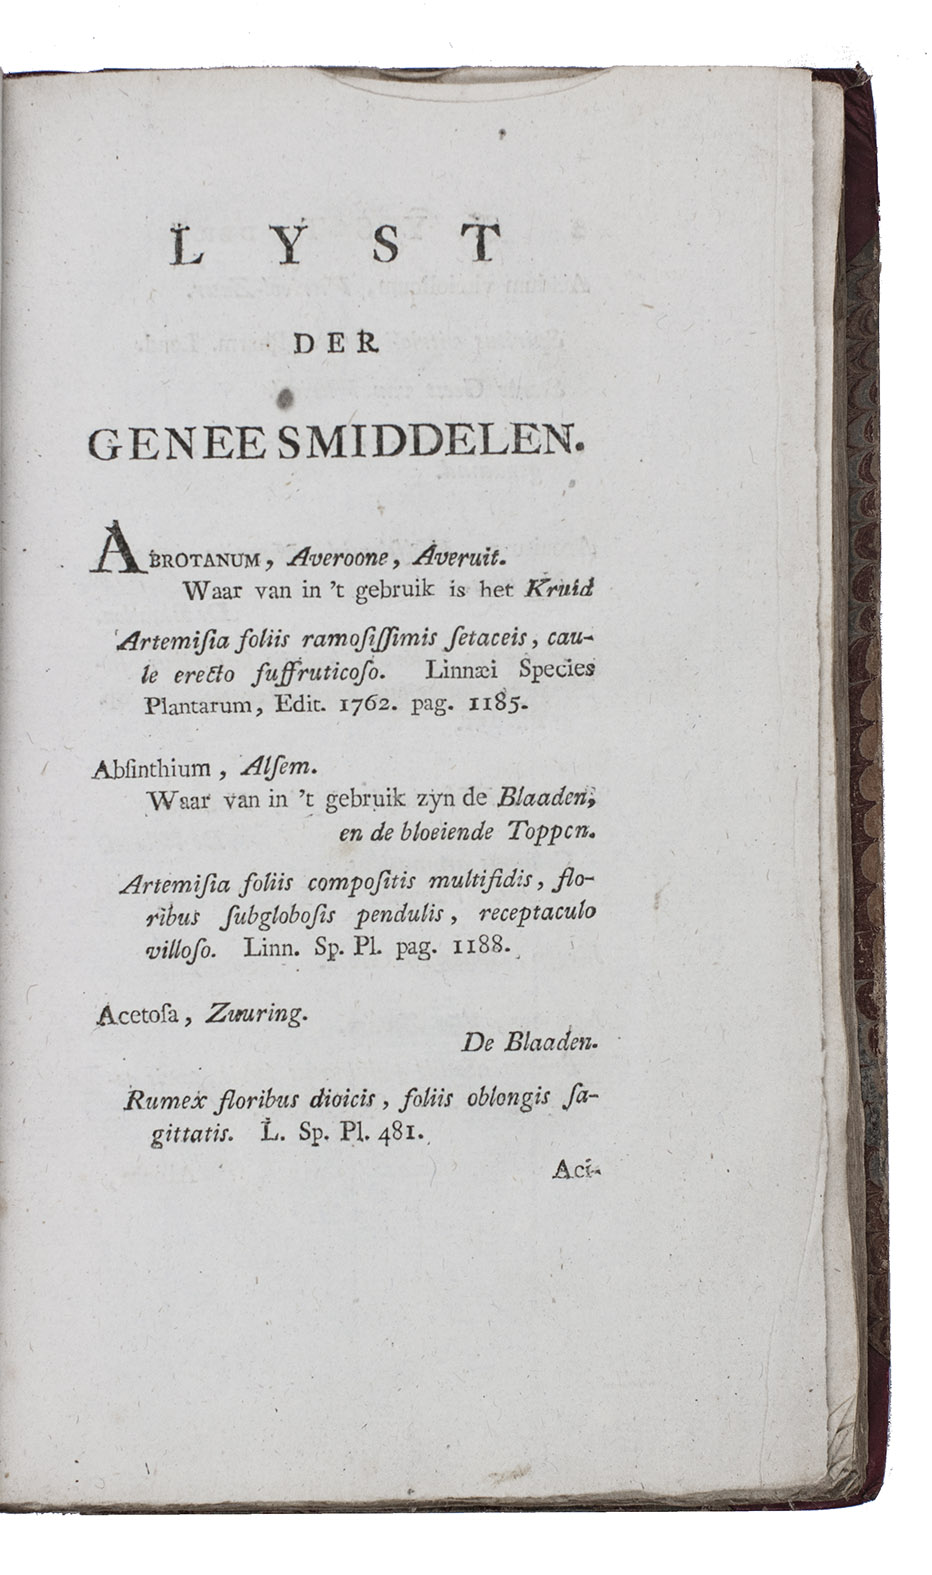 LYST
DER
GENEESMIDDELEN.
ABROTANUM, Averoone, Averuit.
Waar van in 't gebruik is het Kruid
Artemiſia foliis ramoſiſſimis ſetaceis, cau-
le erecto ſuffruticoſo. Linnæi Species
Plantarum, Edit. 1762. pag. 1185.
Abſinthium, Alſem.
Waar van in 't gebruik zyn de Blaaden,
en de bloeiende Toppen.
Artemiſia foliis compoſitis multifidis, flo-
ribus ſubgloboſis pendulis, receptaculo
villoſo. Linn. Sp. Pl. pag. 1188.
Acetoſa, Zuuring.
De Blaaden.
Rumex floribus dioicis, foliis oblongis ſa-
gittatis. L. Sp. Pl. 481.
Aci-